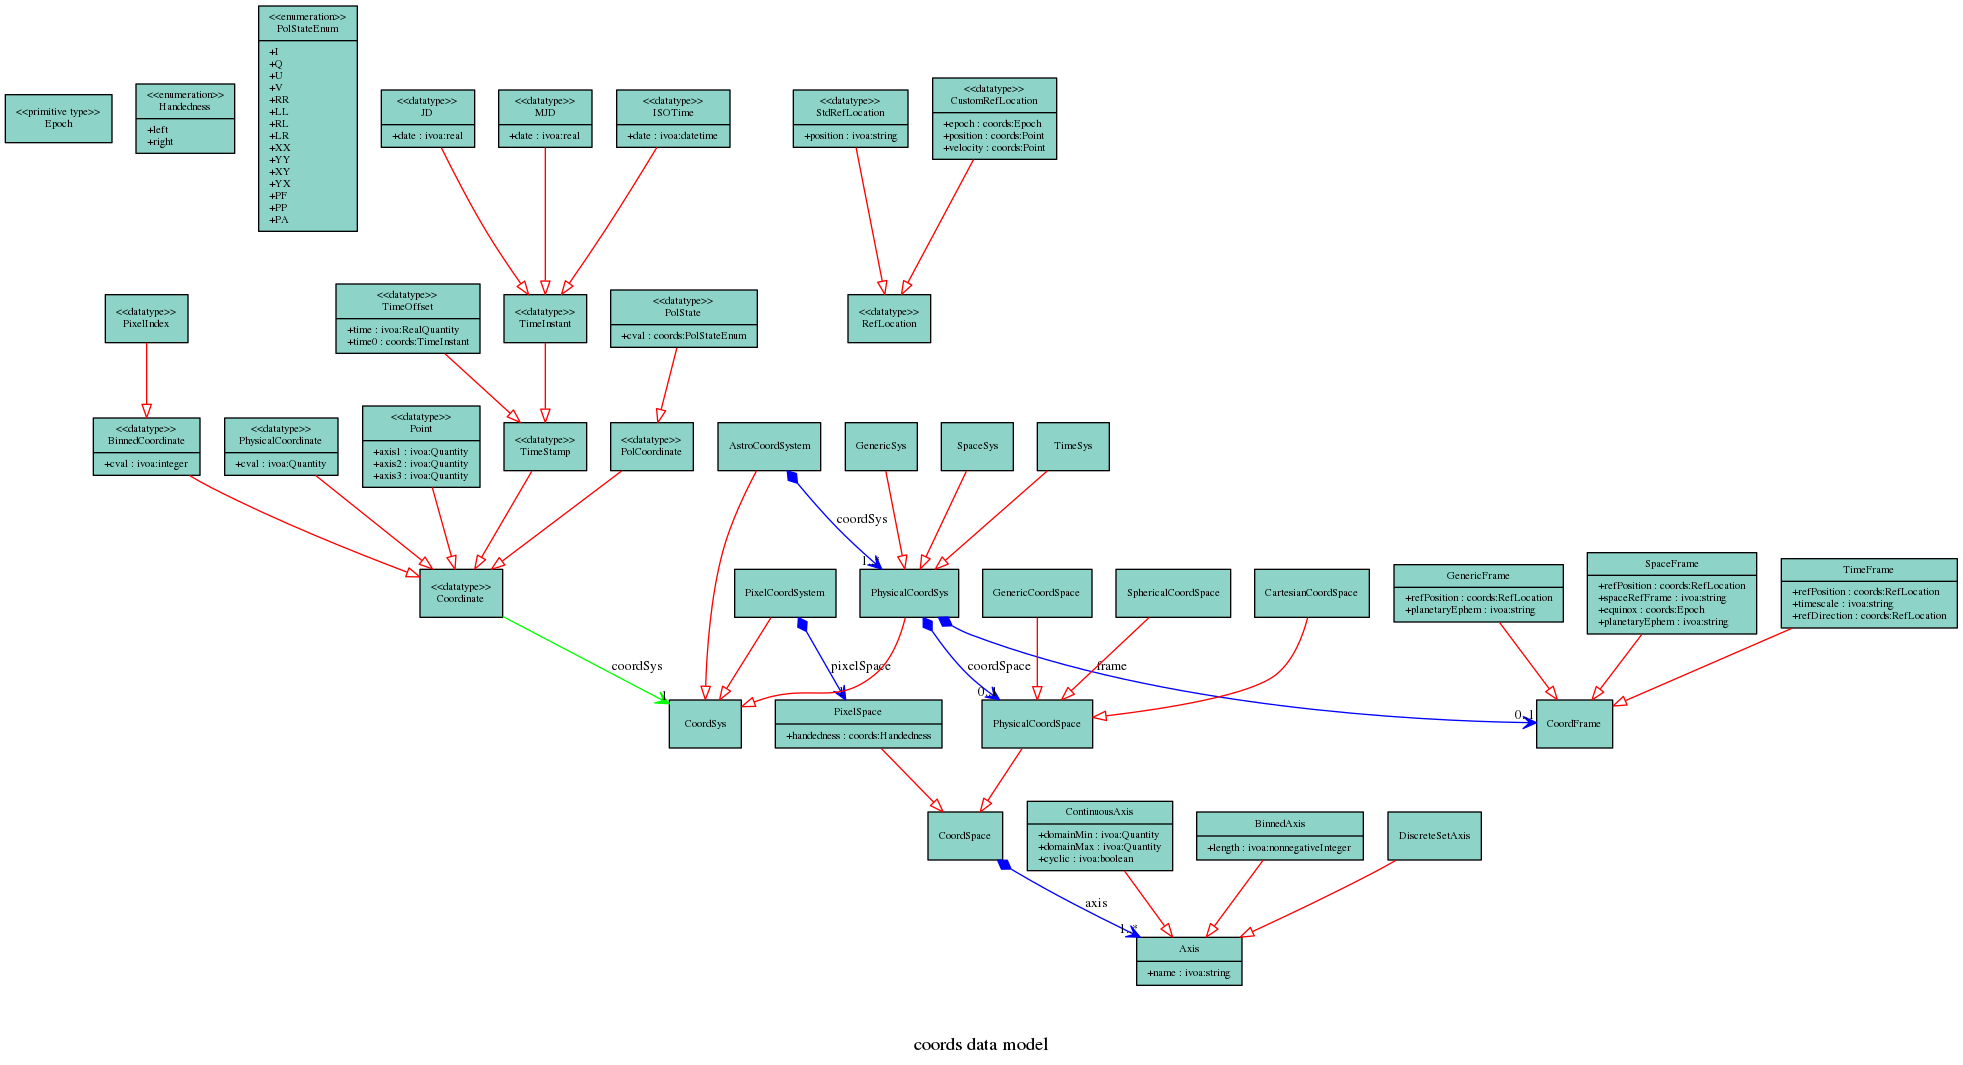 <<primitive type>>
Epoch
<<enumeration>>
Handedness
+left
+right
<<enumeration>>
PolStateEnum
+I
+Q
+U
+V
+RR
+LL
+RL
+LR
+XX
+YY
+XY
+YX
+PF
+PP
+PA
<<datatype>>
JD
+date : ivoa:real
<<datatype>>
MJD
+date : ivoa:real
<<datatype>>
ISOTime
+date : ivoa:datetime
<<datatype>>
StdRefLocation
+position : ivoa:string
<<datatype>>
CustomRefLocation
+epoch : coords:Epoch
+position : coords:Point
+velocity : coords:Point
<<datatype>>
PixelIndex
<<datatype>>
TimeOffset
+time : ivoa:RealQuantity
+time0 : coords:TimeInstant
<<datatype>>
TimeInstant
<<datatype>>
PolState
+cval : coords:PolStateEnum
<<datatype>>
RefLocation
<<datatype>>
BinnedCoordinate
+cval : ivoa:integer
<<datatype>>
PhysicalCoordinate
+cval : ivoa:Quantity
<<datatype>>
Point
+axis1 : ivoa:Quantity
+axis2 : ivoa:Quantity
+axis3 : ivoa:Quantity
<<datatype>>
TimeStamp
<<datatype>>
PolCoordinate
AstroCoordSystem
GenericSys
SpaceSys
TimeSys
coordSys
1..*
<<datatype>>
Coordinate
PixelCoordSystem
PhysicalCoordSys
GenericCoordSpace
SphericalCoordSpace
CartesianCoordSpace
GenericFrame
+refPosition : coords:RefLocation
+planetaryEphem : ivoa:string
SpaceFrame
+refPosition : coords:RefLocation
+spaceRefFrame : ivoa:string
+equinox : coords:Epoch
+planetaryEphem : ivoa:string
TimeFrame
+refPosition : coords:RefLocation
+timescale : ivoa:string
+refDirection : coords:RefLocation
coordSys
1
pixelSpace
1
coordSpace
0..1
frame
0..1
CoordSys
PixelSpace
+handedness : coords:Handedness
PhysicalCoordSpace
CoordFrame
CoordSpace
ContinuousAxis
+domainMin : ivoa:Quantity
+domainMax : ivoa:Quantity
+cyclic : ivoa:boolean
BinnedAxis
+length : ivoa:nonnegativeInteger
DiscreteSetAxis
axis
1..*
Axis
+name : ivoa:string
coords data model